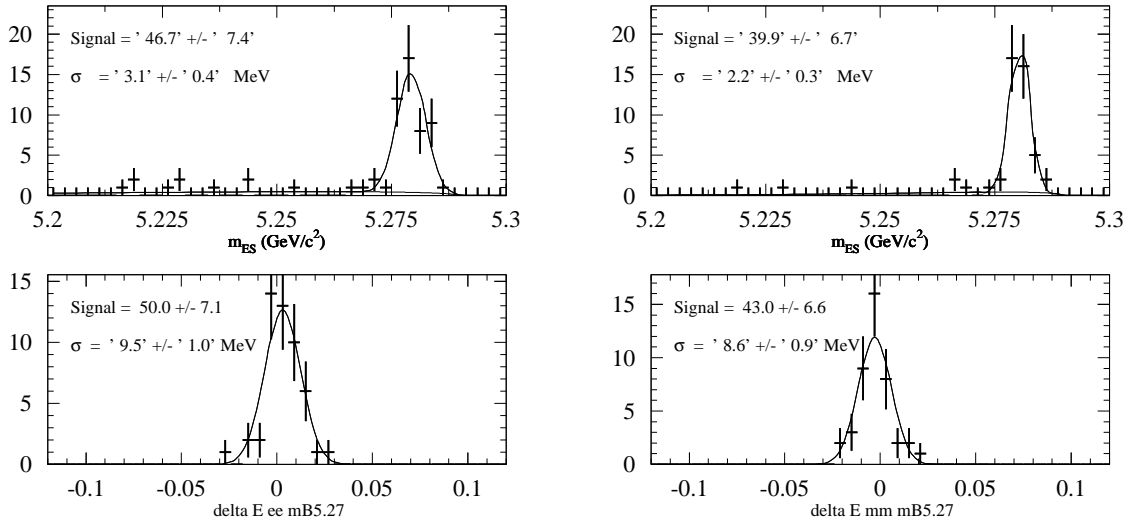 Signal = ' 46.7' +/- ' 7.4'
σ = ' 3.1' +/- ' 0.4' MeV
20
15
10
5
0
5.2 5.225 5.25 5.275 5.3
m_ES (GeV/c²)
Signal = ' 39.9' +/- ' 6.7'
σ = ' 2.2' +/- ' 0.3' MeV
20
15
10
5
0
5.2 5.225 5.25 5.275 5.3
m_ES (GeV/c²)
Signal = 50.0 +/- 7.1
σ = ' 9.5' +/- ' 1.0' MeV
15
10
5
0
-0.1 -0.05 0 0.05 0.1
delta E ee mB5.27
Signal = 43.0 +/- 6.6
σ = ' 8.6' +/- ' 0.9' MeV
15
10
5
0
-0.1 -0.05 0 0.05 0.1
delta E mm mB5.27